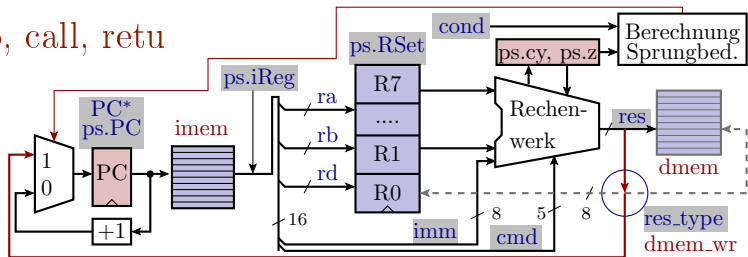 , call, retu
cond
Berechnung
Sprungbed.
ps.RSet
ps.cy, ps.z
ps.iReg
PC*
ps.PC
imem
ra
rb
rd
R7
....
R1
R0
Rechen-
werk
res
dmem
1
0
PC
+1
16
imm
8
cmd
5
8
res_type
dmem_wr